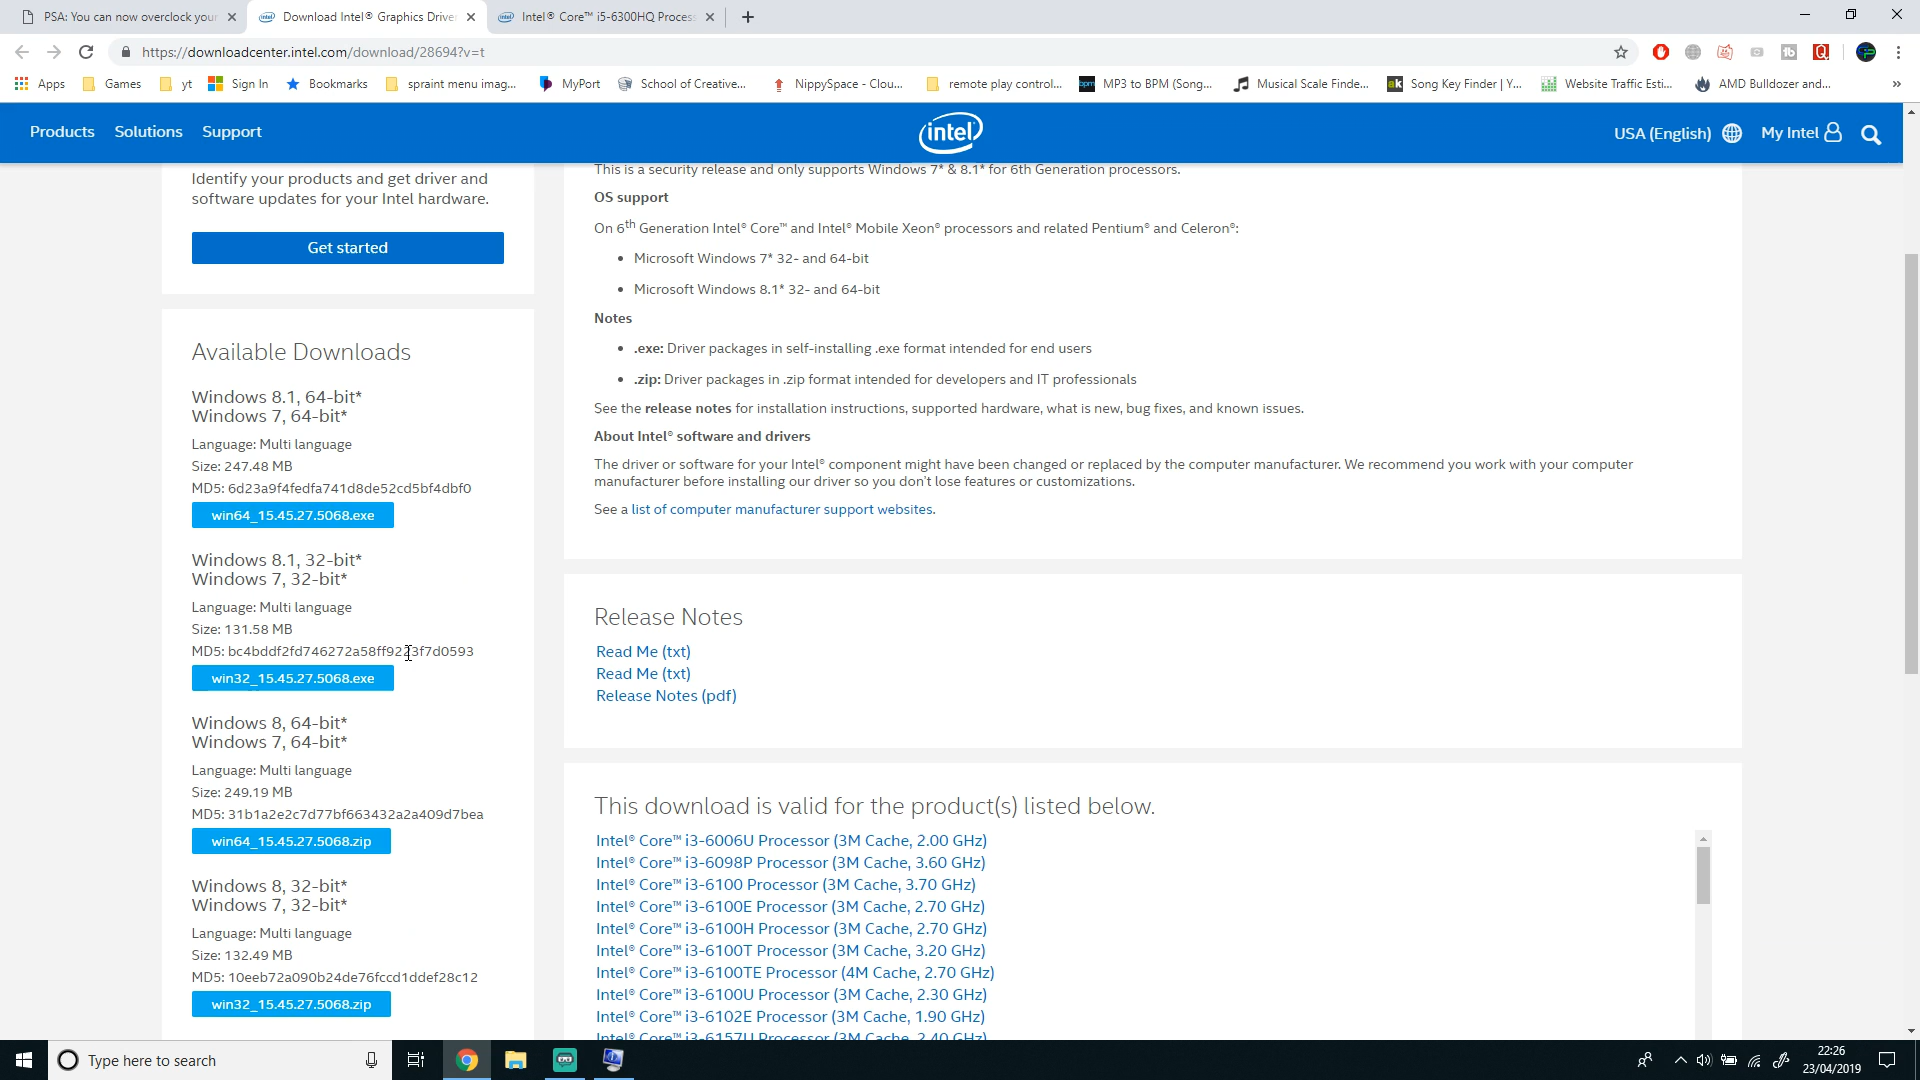 PSA: You can now overclock your
Download Intel® Graphics Driver
Intel® Core™ i5-6300HQ Process
https://downloadcenter.intel.com/download/28694?v=t
Apps
Games
yt
Sign In
Bookmarks
spraint menu imag...
MyPort
School of Creative...
NippySpace - Clou...
remote play control...
MP3 to BPM (Song...
Musical Scale Finde...
Song Key Finder | Y...
Website Traffic Esti...
AMD Bulldozer and...
»
Products
Solutions
Support
intel
USA (English)
My Intel
Identify your products and get driver and
software updates for your Intel hardware.
Get started
Available Downloads
Windows 8.1, 64-bit*
Windows 7, 64-bit*
Language: Multi language
Size: 247.48 MB
MD5: 6d23a9f4fedfa741d8de52cd5bf4dbf0
win64_15.45.27.5068.exe
Windows 8.1, 32-bit*
Windows 7, 32-bit*
Language: Multi language
Size: 131.58 MB
MD5: bc4bddf2fd746272a58ff9223f7d0593
win32_15.45.27.5068.exe
Windows 8, 64-bit*
Windows 7, 64-bit*
Language: Multi language
Size: 249.19 MB
MD5: 31b1a2e2c7d77bf663432a2a409d7bea
win64_15.45.27.5068.zip
Windows 8, 32-bit*
Windows 7, 32-bit*
Language: Multi language
Size: 132.49 MB
MD5: 10eeb72a090b24de76fccd1ddef28c12
win32_15.45.27.5068.zip
This is a security release and only supports Windows 7* & 8.1* for 6th Generation processors.
OS support
On 6th Generation Intel® Core™ and Intel® Mobile Xeon® processors and related Pentium® and Celeron®:
• Microsoft Windows 7* 32- and 64-bit
• Microsoft Windows 8.1* 32- and 64-bit
Notes
• .exe: Driver packages in self-installing .exe format intended for end users
• .zip: Driver packages in .zip format intended for developers and IT professionals
See the release notes for installation instructions, supported hardware, what is new, bug fixes, and known issues.
About Intel® software and drivers
The driver or software for your Intel® component might have been changed or replaced by the computer manufacturer. We recommend you work with your computer
manufacturer before installing our driver so you don't lose features or customizations.
See a list of computer manufacturer support websites.
Release Notes
Read Me (txt)
Read Me (txt)
Release Notes (pdf)
This download is valid for the product(s) listed below.
Intel® Core™ i3-6006U Processor (3M Cache, 2.00 GHz)
Intel® Core™ i3-6098P Processor (3M Cache, 3.60 GHz)
Intel® Core™ i3-6100 Processor (3M Cache, 3.70 GHz)
Intel® Core™ i3-6100E Processor (3M Cache, 2.70 GHz)
Intel® Core™ i3-6100H Processor (3M Cache, 2.70 GHz)
Intel® Core™ i3-6100T Processor (3M Cache, 3.20 GHz)
Intel® Core™ i3-6100TE Processor (4M Cache, 2.70 GHz)
Intel® Core™ i3-6100U Processor (3M Cache, 2.30 GHz)
Intel® Core™ i3-6102E Processor (3M Cache, 1.90 GHz)
Intel® Core™ i3-6157U Processor (3M Cache, 2.40 GHz)
Type here to search
22:26
23/04/2019